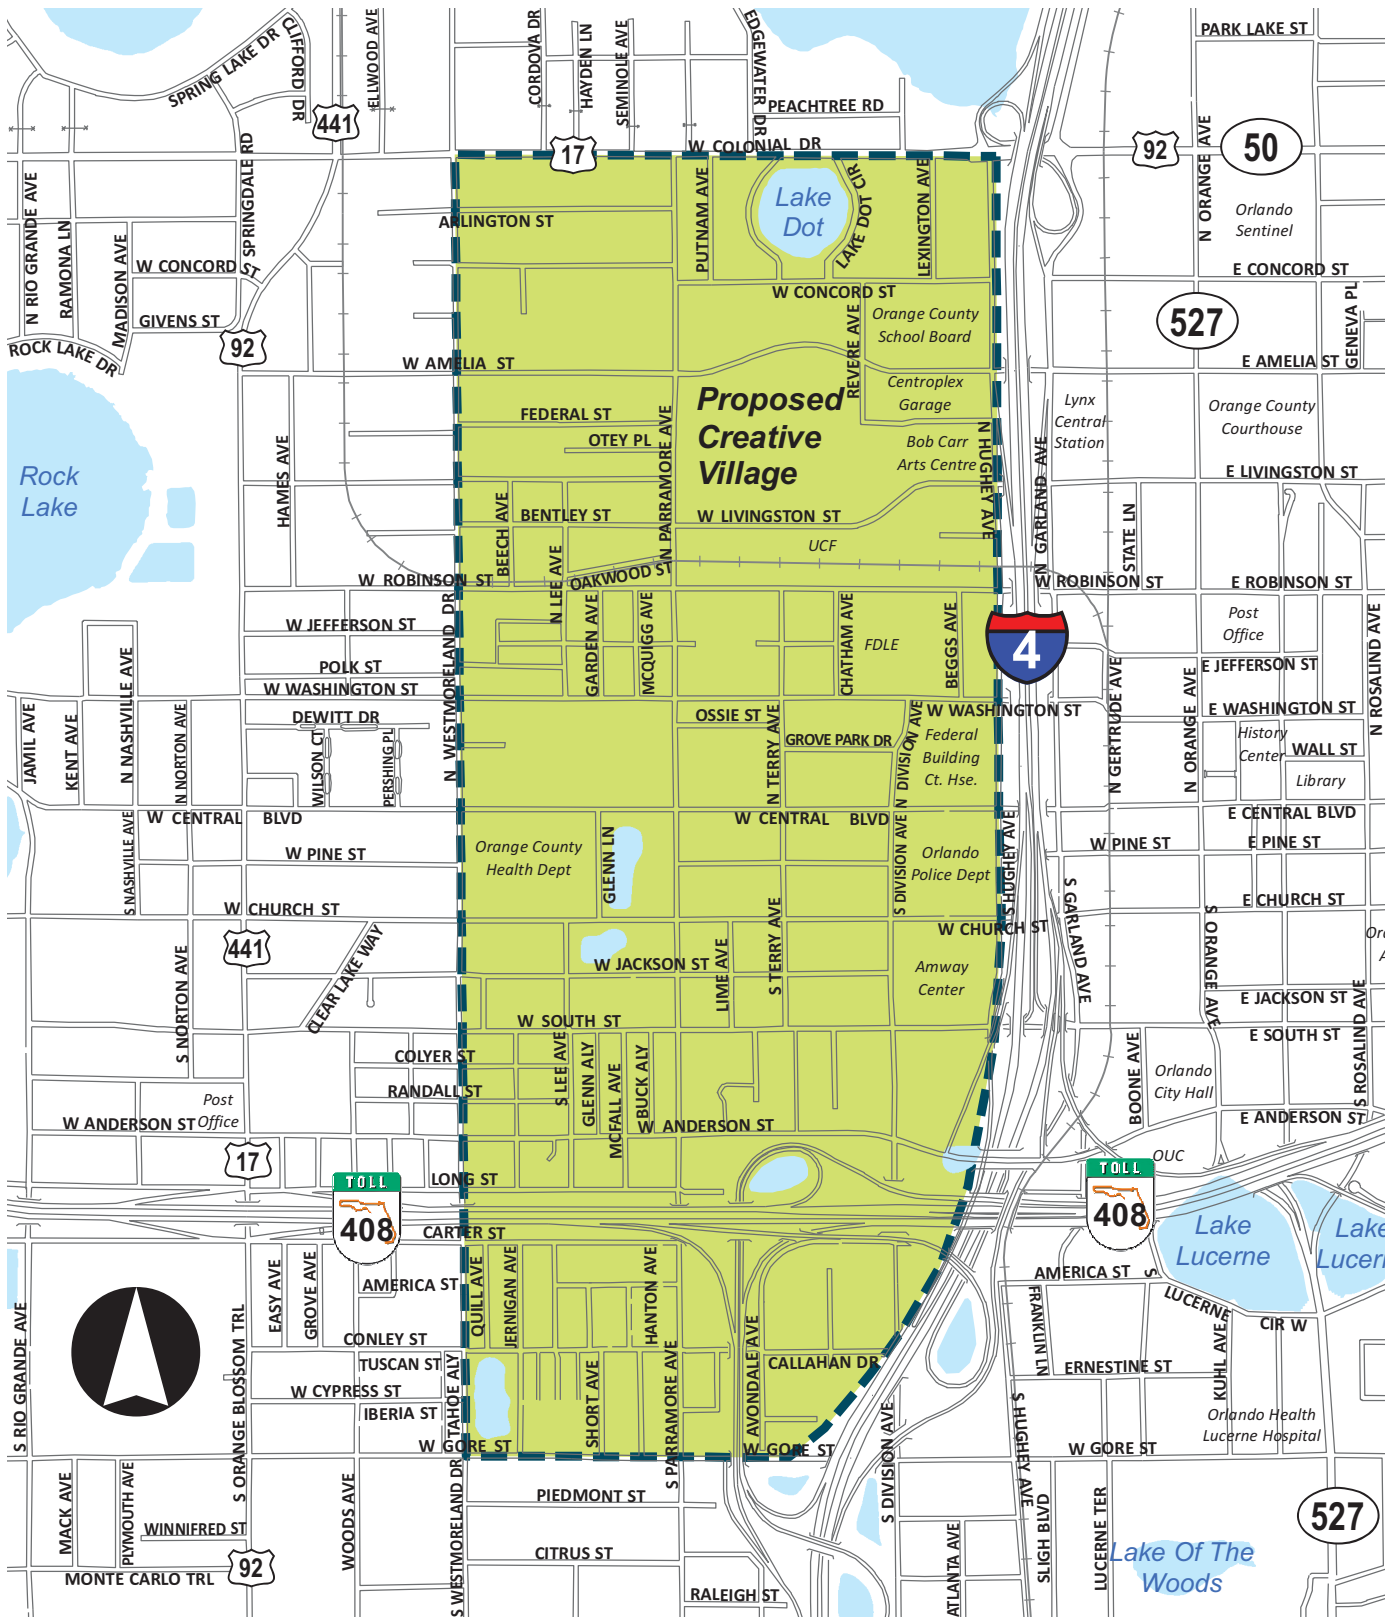 PARK LAKE ST
SPRING LAKE DR
CLIFFORD DR
ELLWOOD AVE
CORDOVA DR
HAYDEN LN
SEMINOLE AVE
EDGEWATER DR
PEACHTREE RD
441
17
W COLONIAL DR
92
50
N ORANGE AVE
N RIO GRANDE AVE
RAMONA LN
MADISON AVE
SPRINGDALE RD
ARLINGTON ST
PUTNAM AVE
Lake
Dot
LAKE DOT CIR
LEXINGTON AVE
Orlando
Sentinel
W CONCORD ST
W CONCORD ST
E CONCORD ST
GIVENS ST
92
ROCK LAKE DR
REVERE AVE
Orange County
School Board
527
GENEVA PL
W AMELIA ST
E AMELIA ST
Proposed
Creative
Village
Centroplex
Garage
Lynx
Central
Station
Orange County
Courthouse
FEDERAL ST
OTEY PL
N PARRAMORE AVE
Bob Carr
Arts Centre
N HUGHEY AVE
N GARLAND AVE
Rock
Lake
HAMES AVE
E LIVINGSTON ST
BEECH AVE
BENTLEY ST
W LIVINGSTON ST
STATE LN
UCF
N LEE AVE
OAKWOOD ST
W ROBINSON ST
W ROBINSON ST
E ROBINSON ST
N WESTMORELAND DR
GARDEN AVE
MCQUIGG AVE
CHATHAM AVE
FDLE
BEGGS AVE
4
Post
Office
N ROSALIND AVE
W JEFFERSON ST
E JEFFERSON ST
POLK ST
W WASHINGTON ST
N NASHVILLE AVE
JAMIL AVE
KENT AVE
N NORTON AVE
DEWITT DR
WILSON CT
PERSHING PL
OSSIE ST
N TERRY AVE
GROVE PARK DR
N DIVISION AVE
W WASHINGTON ST
Federal
Building
Ct. Hse.
N GERTRUDE AVE
N ORANGE AVE
E WASHINGTON ST
History
Center
WALL ST
Library
W CENTRAL BLVD
W CENTRAL BLVD
E CENTRAL BLVD
S NASHVILLE AVE
W PINE ST
Orange County
Health Dept
GLENN LN
S DIVISION AVE
Orlando
Police Dept
S HUGHEY AVE
W PINE ST
E PINE ST
W CHURCH ST
W CHURCH ST
E CHURCH ST
S GARLAND AVE
S ORANGE AVE
441
CLEAR LAKE WAY
S NORTON AVE
W JACKSON ST
LIME AVE
S TERRY AVE
Amway
Center
E JACKSON ST
W SOUTH ST
E SOUTH ST
S ROSALIND AVE
COLYER ST
RANDALL ST
S LEE AVE
GLENN ALY
MCFALL AVE
BUCK ALY
BOONE AVE
Orlando
City Hall
Post
Office
W ANDERSON ST
W ANDERSON ST
E ANDERSON ST
17
OUC
LONG ST
TOLL
408
TOLL
408
CARTER ST
Lake
Lucerne
Lake
AMERICA ST
AMERICA ST
S LUCERNE CIR W
EASY AVE
GROVE AVE
QUILL AVE
JERNIGAN AVE
HANTON AVE
FRANKLIN LN
KUHL AVE
CONLEY ST
TUSCAN ST
W CYPRESS ST
IBERIA ST
TAHOE ALY
SHORT AVE
S PARRAMORE AVE
AVONDALE AVE
CALLAHAN DR
ERNESTINE ST
S RIO GRANDE AVE
S ORANGE BLOSSOM TRL
Orlando Health
Lucerne Hospital
W GORE ST
W GORE ST
W GORE ST
S DIVISION AVE
S HUGHEY AVE
MACK AVE
PLYMOUTH AVE
WOODS AVE
S WESTMORELAND DR
PIEDMONT ST
SLIGH BLVD
LUCERNE TER
527
WINNIFRED ST
92
CITRUS ST
ATLANTA AVE
Lake Of The
Woods
MONTE CARLO TRL
RALEIGH ST